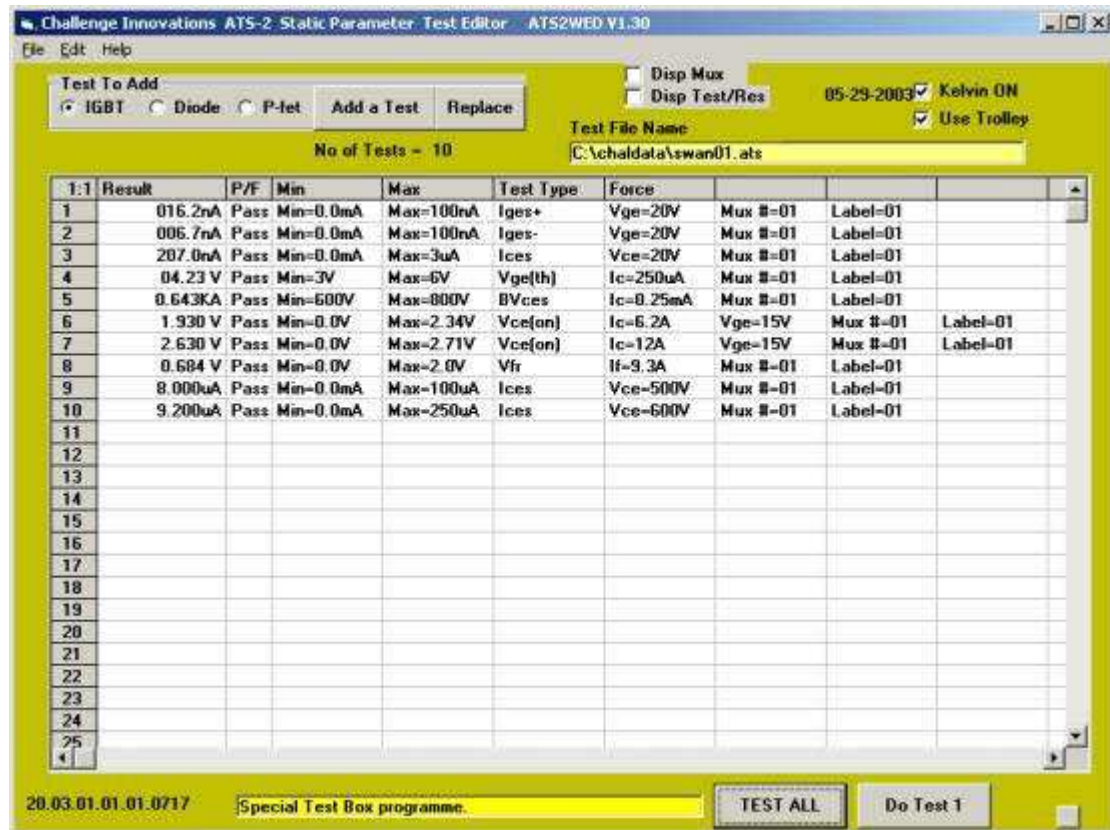 Challenge Innovations ATS-2 Static Parameter Test Editor ATS2WED V1.30
File Edit Help
Test To Add
IGBT Diode P-fet Add a Test Replace
Disp Mux
Disp Test/Res
05-29-2003
Kelvin ON
Use Trolley
No of Tests = 10
Test File Name
C:\chaldata\swan01.ats
1:1 Result P/F Min Max Test Type Force
1 016.2nA Pass Min=0.0mA Max=100nA Iges+ Vge=20V Mux #=01 Label=01
2 006.7nA Pass Min=0.0mA Max=100nA Iges- Vge=20V Mux #=01 Label=01
3 207.0nA Pass Min=0.0mA Max=3uA Ices Vce=20V Mux #=01 Label=01
4 04.23 V Pass Min=3V Max=6V Vge(th) Ic=250uA Mux #=01 Label=01
5 0.643KA Pass Min=600V Max=800V BVces Ic=0.25mA Mux #=01 Label=01
6 1.930 V Pass Min=0.0V Max=2.34V Vce(on) Ic=6.2A Vge=15V Mux #=01 Label=01
7 2.630 V Pass Min=0.0V Max=2.71V Vce(on) Ic=12A Vge=15V Mux #=01 Label=01
8 0.684 V Pass Min=0.0V Max=2.0V Vfr If=9.3A Mux #=01 Label=01
9 8.000uA Pass Min=0.0mA Max=100uA Ices Vce=500V Mux #=01 Label=01
10 9.200uA Pass Min=0.0mA Max=250uA Ices Vce=600V Mux #=01 Label=01
11
12
13
14
15
16
17
18
19
20
21
22
23
24
25
20.03.01.01.01.0717 Special Test Box programme. TEST ALL Do Test 1